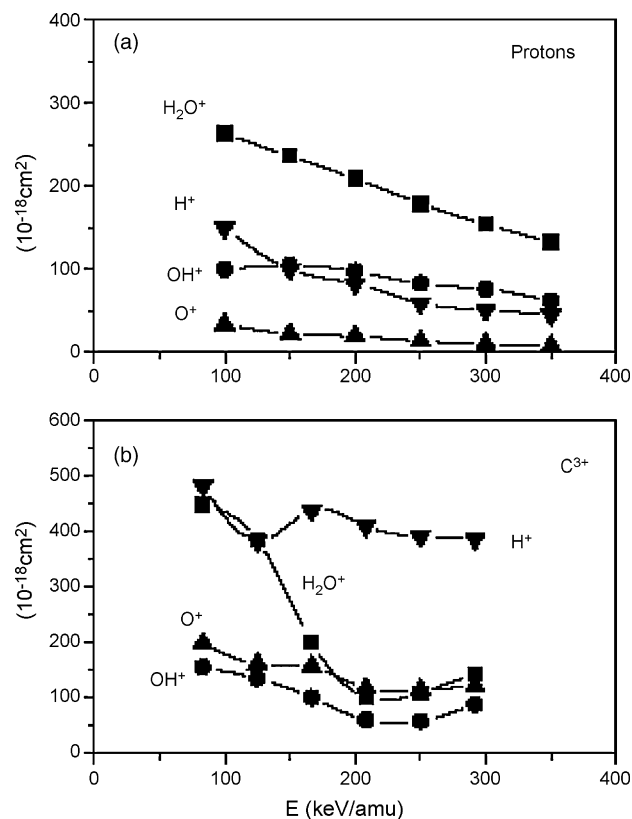 400
(a)
Protons
300
H₂O⁺
200
H⁺
(10⁻¹⁸cm²)
100
OH⁺
O⁺
0
0 100 200 300 400
600
(b)
C³⁺
500
400
H⁺
(10⁻¹⁸cm²)
300
H₂O⁺
O⁺
200
OH⁺
100
0
0 100 200 300 400
E (keV/amu)